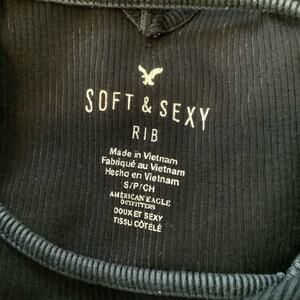 SOFT & SEXY
RIB
Made in Vietnam
Fabriqué au Vietnam
Hecho en Vietnam
S/P/CH
AMERICAN EAGLE
OUTFITTERS
DOUX ET SEXY
TISSU CÔTELÉ